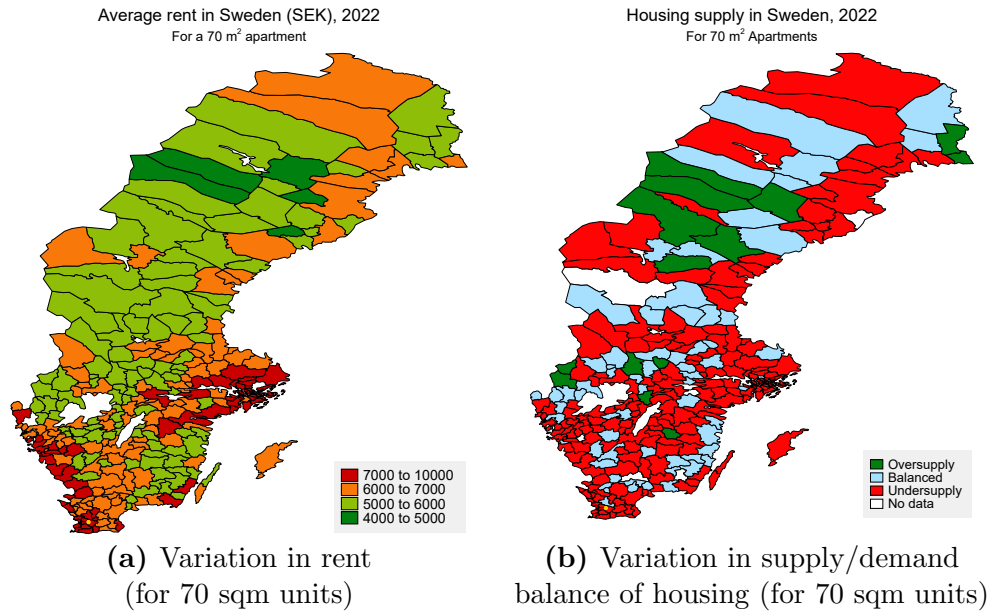 Average rent in Sweden (SEK), 2022
For a 70 m² apartment
7000 to 10000
6000 to 7000
5000 to 6000
4000 to 5000
(a) Variation in rent
(for 70 sqm units)
Housing supply in Sweden, 2022
For 70 m² Apartments
Oversupply
Balanced
Undersupply
No data
(b) Variation in supply/demand
balance of housing (for 70 sqm units)